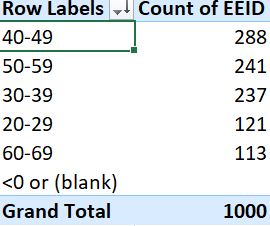 Row Labels Count of EEID
40-49 288
50-59 241
30-39 237
20-29 121
60-69 113
<0 or (blank)
Grand Total 1000